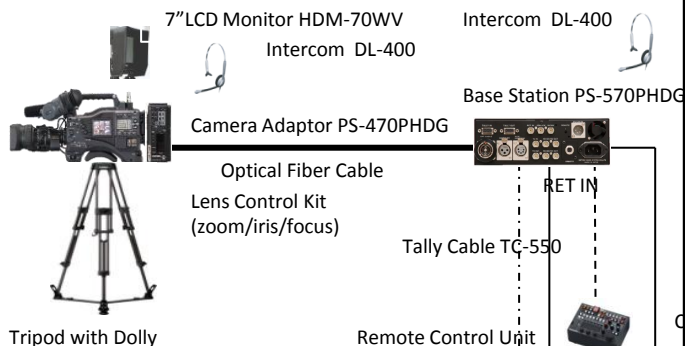 7”LCD Monitor HDM-70WV
Intercom DL-400
Intercom DL-400
Base Station PS-570PHDG
Camera Adaptor PS-470PHDG
Optical Fiber Cable
RET IN
Lens Control Kit
(zoom/iris/focus)
Tally Cable TC-550
Tripod with Dolly
Remote Control Unit